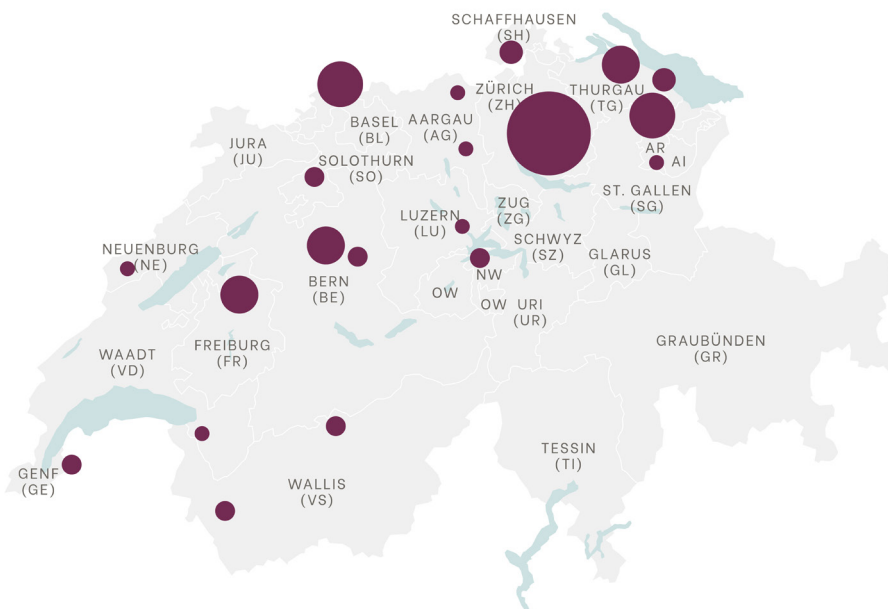 SCHAFFHAUSEN
(SH)
ZÜRICH
(ZH)
THURGAU
(TG)
BASEL
(BL)
AARGAU
(AG)
JURA
(JU)
SOLOTHURN
(SO)
AR
AI
ST. GALLEN
(SG)
ZUG
(ZG)
LUZERN
(LU)
SCHWYZ
(SZ)
NEUENBURG
(NE)
GLARUS
(GL)
BERN
(BE)
NW
OW
OW URI
(UR)
FREIBURG
(FR)
WAADT
(VD)
GRAUBÜNDEN
(GR)
TESSIN
(TI)
GENF
(GE)
WALLIS
(VS)